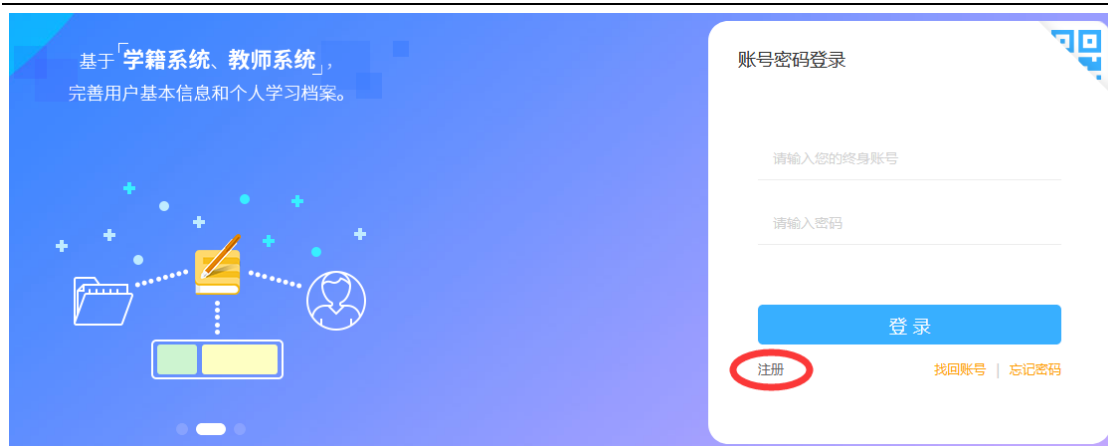 基于「学籍系统、教师系统」,
完善用户基本信息和个人学习档案。
账号密码登录
请输入您的终身账号
请输入密码
登 录
注册
找回账号 | 忘记密码